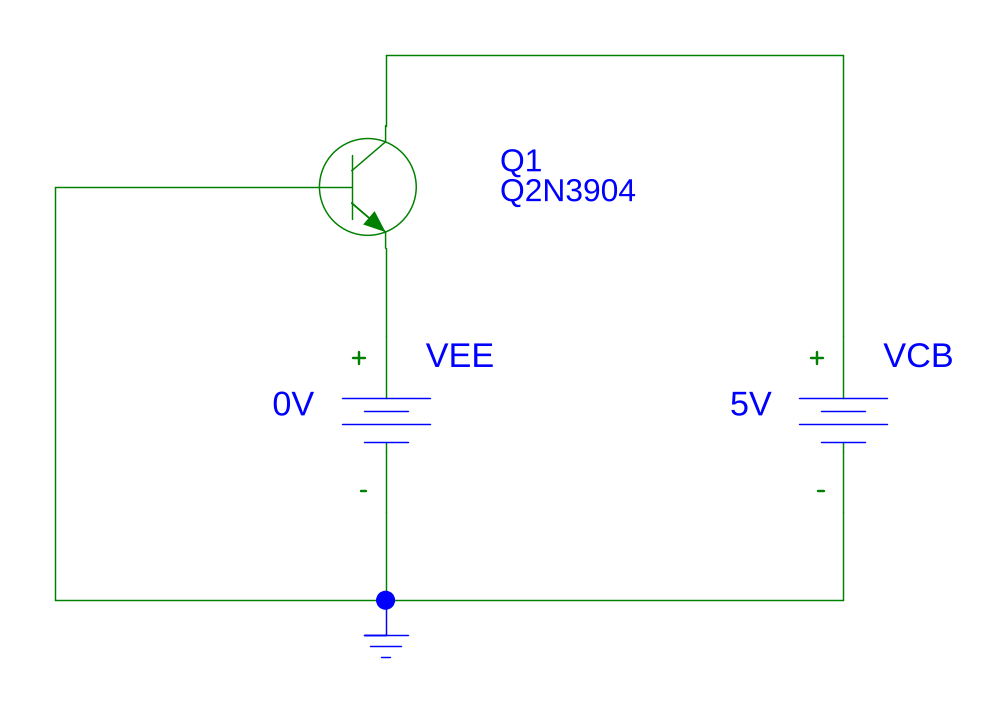 Q1
Q2N3904
+ VEE
0V
-
+ VCB
5V
-